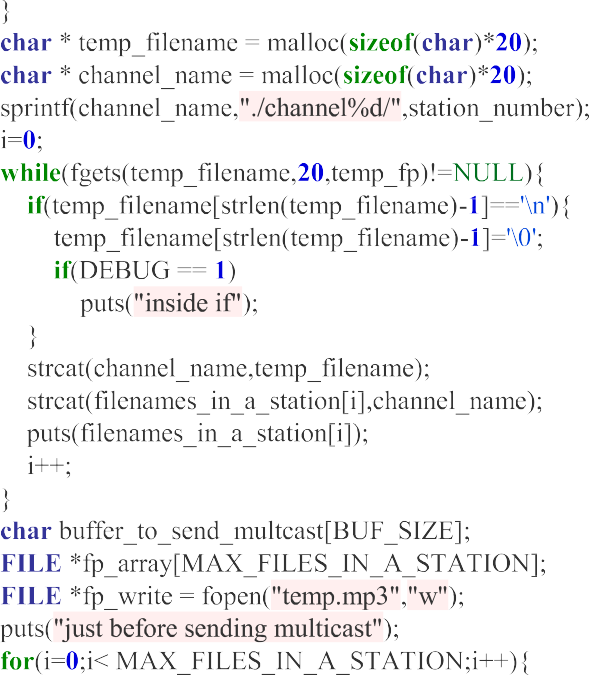 }
char * temp_filename = malloc(sizeof(char)*20);
char * channel_name = malloc(sizeof(char)*20);
sprintf(channel_name,"./channel%d/",station_number);
i=0;
while(fgets(temp_filename,20,temp_fp)!=NULL){
if(temp_filename[strlen(temp_filename)-1]=='\n'){
temp_filename[strlen(temp_filename)-1]='\0';
if(DEBUG == 1)
puts("inside if");
}
strcat(channel_name,temp_filename);
strcat(filenames_in_a_station[i],channel_name);
puts(filenames_in_a_station[i]);
i++;
}
char buffer_to_send_multcast[BUF_SIZE];
FILE *fp_array[MAX_FILES_IN_A_STATION];
FILE *fp_write = fopen("temp.mp3","w");
puts("just before sending multicast");
for(i=0;i< MAX_FILES_IN_A_STATION;i++){